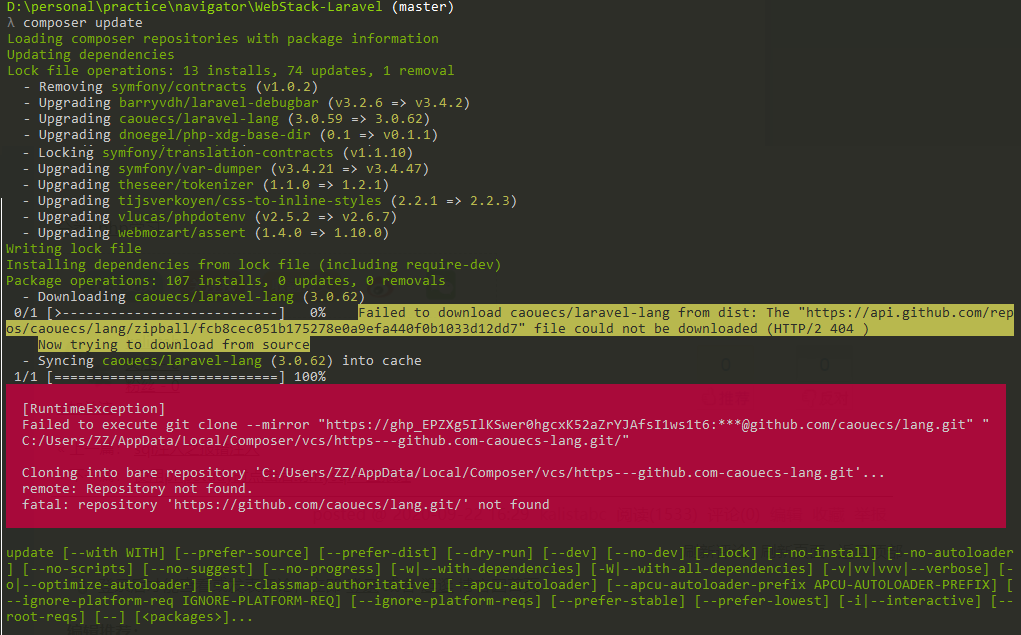 D:\personal\practice\navigator\WebStack-Laravel (master)
λ composer update
Loading composer repositories with package information
Updating dependencies
Lock file operations: 13 installs, 74 updates, 1 removal
- Removing symfony/contracts (v1.0.2)
- Upgrading barryvdh/laravel-debugbar (v3.2.6 => v3.4.2)
- Upgrading caouecs/laravel-lang (3.0.59 => 3.0.62)
- Upgrading dnoegel/php-xdg-base-dir (0.1 => v0.1.1)
- Locking symfony/translation-contracts (v1.1.10)
- Upgrading symfony/var-dumper (v3.4.21 => v3.4.47)
- Upgrading theseer/tokenizer (1.1.0 => 1.2.1)
- Upgrading tijsverkoyen/css-to-inline-styles (2.2.1 => 2.2.3)
- Upgrading vlucas/phpdotenv (v2.5.2 => v2.6.7)
- Upgrading webmozart/assert (1.4.0 => 1.10.0)
Writing lock file
Installing dependencies from lock file (including require-dev)
Package operations: 107 installs, 0 updates, 0 removals
- Downloading caouecs/laravel-lang (3.0.62)
0/1 [>---------------------------]   0%    Failed to download caouecs/laravel-lang from dist: The "https://api.github.com/rep
os/caouecs/lang/zipball/fcb8cec051b175278e0a9efa440f0b1033d12dd7" file could not be downloaded (HTTP/2 404 )
Now trying to download from source
- Syncing caouecs/laravel-lang (3.0.62) into cache
1/1 [============================] 100%
[RuntimeException]
Failed to execute git clone --mirror "https://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:***@github.com/caouecs/lang.git" "
C:/Users/ZZ/AppData/Local/Composer/vcs/https---github.com-caouecs-lang.git/"
Cloning into bare repository 'C:/Users/ZZ/AppData/Local/Composer/vcs/https---github.com-caouecs-lang.git'...
remote: Repository not found.
fatal: repository 'https://github.com/caouecs/lang.git/' not found
update [--with WITH] [--prefer-source] [--prefer-dist] [--dry-run] [--dev] [--no-dev] [--lock] [--no-install] [--no-autoloader
] [--no-scripts] [--no-suggest] [--no-progress] [-w|--with-dependencies] [-W|--with-all-dependencies] [-v|vv|vvv|--verbose] [-
o|--optimize-autoloader] [-a|--classmap-authoritative] [--apcu-autoloader] [--apcu-autoloader-prefix APCU-AUTOLOADER-PREFIX] [
--ignore-platform-req IGNORE-PLATFORM-REQ] [--ignore-platform-reqs] [--prefer-stable] [--prefer-lowest] [-i|--interactive] [--
root-reqs] [--] [<packages>]...